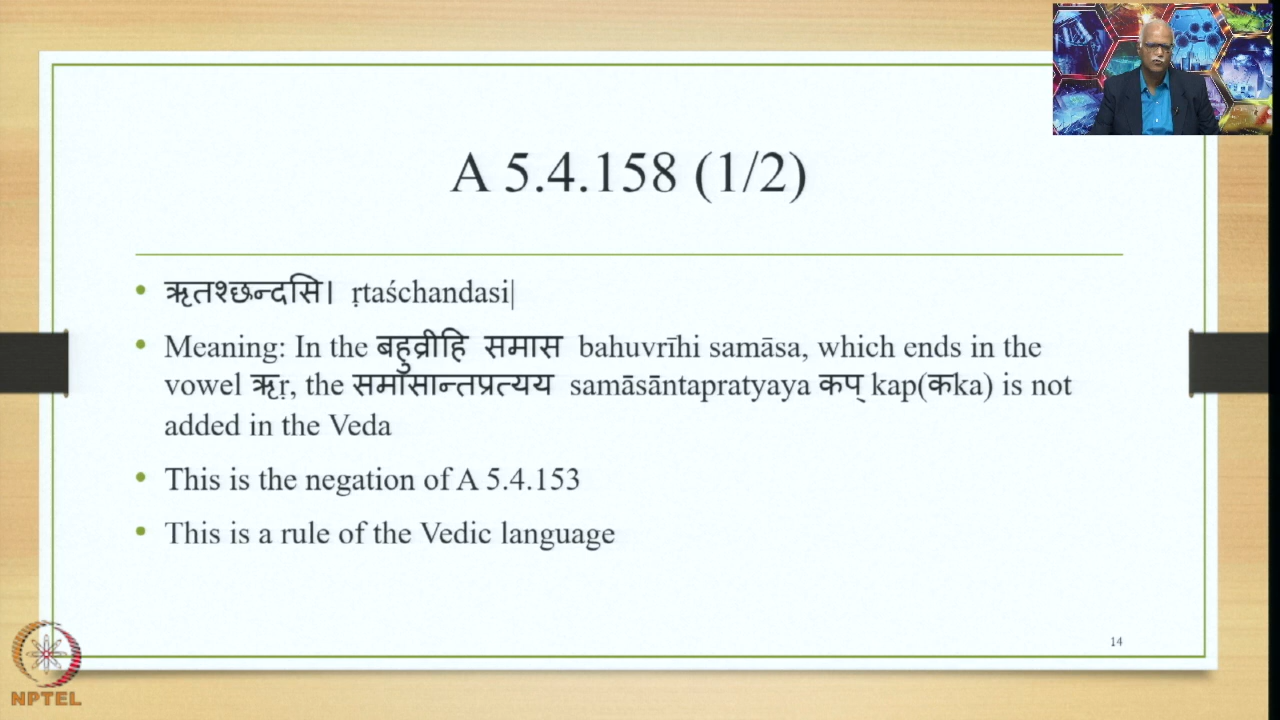 A 5.4.158 (1/2)
• ऋतश्छन्दसि। ṛtaśchandasi|
• Meaning: In the बहुव्रीहि समास bahuvrīhi samāsa, which ends in the
vowel ऋṛ, the समासान्तप्रत्यय samāsāntapratyaya कप् kap(कka) is not
added in the Veda
• This is the negation of A 5.4.153
• This is a rule of the Vedic language
14
NPTEL